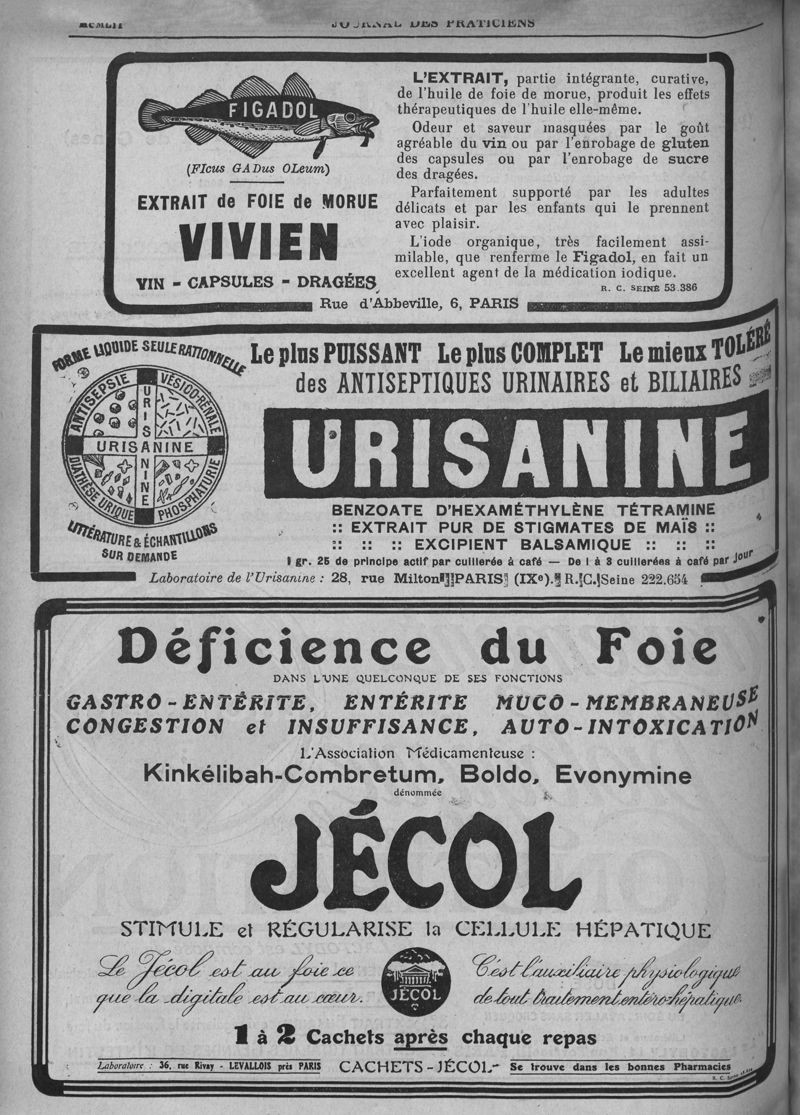 MCMLII
JOURNAL DES PRATICIENS
FIGADOL
(FIcus GADus OLeum)
EXTRAIT de FOIE de MORUE
VIVIEN
VIN - CAPSULES - DRAGÉES
L'EXTRAIT, partie intégrante, curative,
de l'huile de foie de morue, produit les effets
thérapeutiques de l'huile elle-même.
Odeur et saveur masquées par le goût
agréable du vin ou par l'enrobage de gluten
des capsules ou par l'enrobage de sucre
des dragées.
Parfaitement supporté par les adultes
délicats et par les enfants qui le prennent
avec plaisir.
L'iode organique, très facilement assi-
milable, que renferme le Figadol, en fait un
excellent agent de la médication iodique.
R. C. SEINE 53.386
Rue d'Abbeville, 6, PARIS
FORME LIQUIDE SEULE RATIONNELLE
ANTISEPSIE VÉSICO-RÉNALE
URISANINE
URISANINE
DIATHÈSE URIQUE PHOSPHATURIE
LITTÉRATURE & ÉCHANTILLONS
SUR DEMANDE
Le plus PUISSANT Le plus COMPLET Le mieux TOLÉRÉ
des ANTISEPTIQUES URINAIRES et BILIAIRES
URISANINE
BENZOATE D'HEXAMÉTHYLÈNE TÉTRAMINE
:: EXTRAIT PUR DE STIGMATES DE MAÏS ::
:: :: :: EXCIPIENT BALSAMIQUE :: :: ::
1 gr. 25 de principe actif par cuillerée à café — De 1 à 3 cuillerées à café par jour
Laboratoire de l'Urisanine : 28, rue Milton PARIS (IXe). R.C. Seine 222.654
Déficience du Foie
DANS L'UNE QUELCONQUE DE SES FONCTIONS
GASTRO-ENTÉRITE, ENTÉRITE MUCO-MEMBRANEUSE
CONGESTION et INSUFFISANCE, AUTO-INTOXICATION
L'Association Médicamenteuse :
Kinkélibah-Combretum, Boldo, Evonymine
dénommée
JÉCOL
STIMULE et RÉGULARISE la CELLULE HÉPATIQUE
Le Jécol est au foie ce
que la digitale est au cœur.
JÉCOL
C'est l'auxiliaire physiologique
de tout traitement entéro-hépatique.
1 à 2 Cachets après chaque repas
Laboratoire : 36, rue Rivay - LEVALLOIS près PARIS CACHETS-JÉCOL - Se trouve dans les bonnes Pharmacies